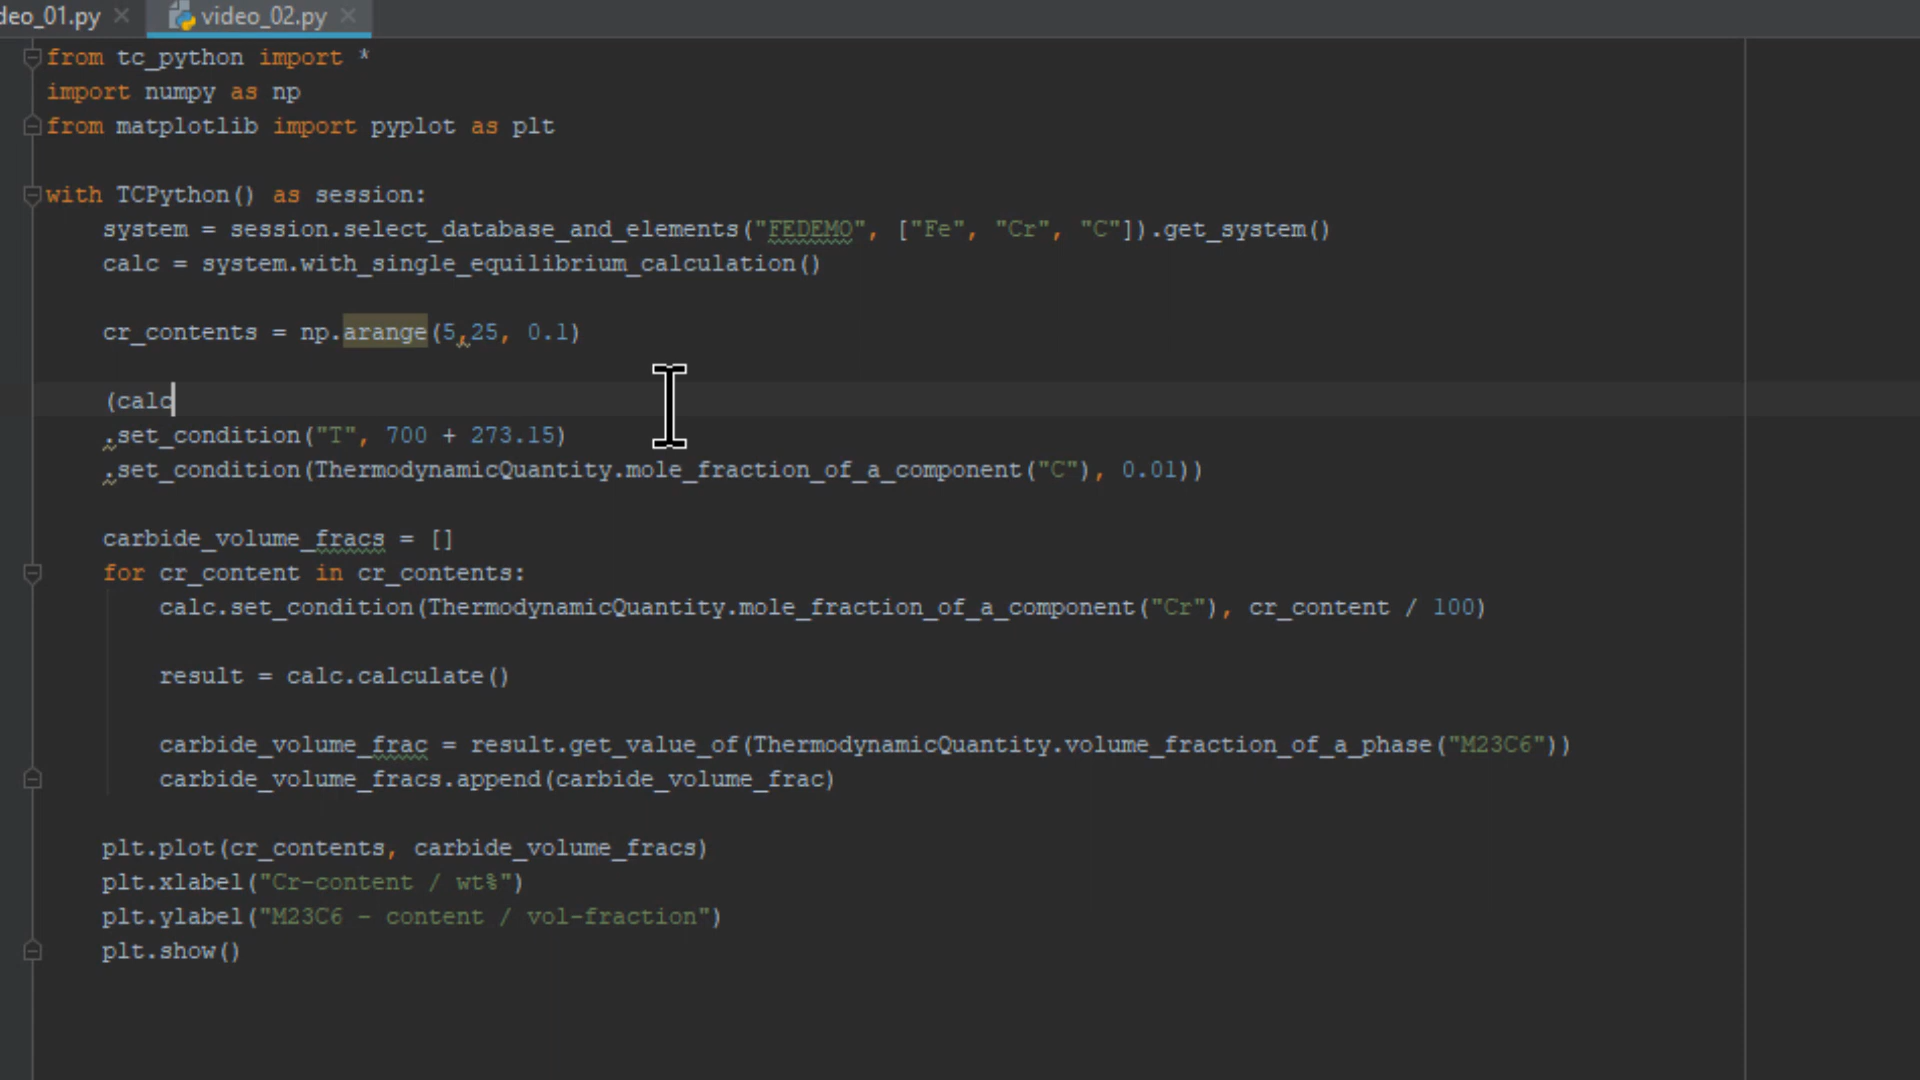 deo_01.py
video_02.py
from tc_python import *
import numpy as np
from matplotlib import pyplot as plt
with TCPython() as session:
system = session.select_database_and_elements("FEDEMO", ["Fe", "Cr", "C"]).get_system()
calc = system.with_single_equilibrium_calculation()
cr_contents = np.arange(5,25, 0.1)
(calc
.set_condition("T", 700 + 273.15)
.set_condition(ThermodynamicQuantity.mole_fraction_of_a_component("C"), 0.01))
carbide_volume_fracs = []
for cr_content in cr_contents:
calc.set_condition(ThermodynamicQuantity.mole_fraction_of_a_component("Cr"), cr_content / 100)
result = calc.calculate()
carbide_volume_frac = result.get_value_of(ThermodynamicQuantity.volume_fraction_of_a_phase("M23C6"))
carbide_volume_fracs.append(carbide_volume_frac)
plt.plot(cr_contents, carbide_volume_fracs)
plt.xlabel("Cr-content / wt%")
plt.ylabel("M23C6 - content / vol-fraction")
plt.show()